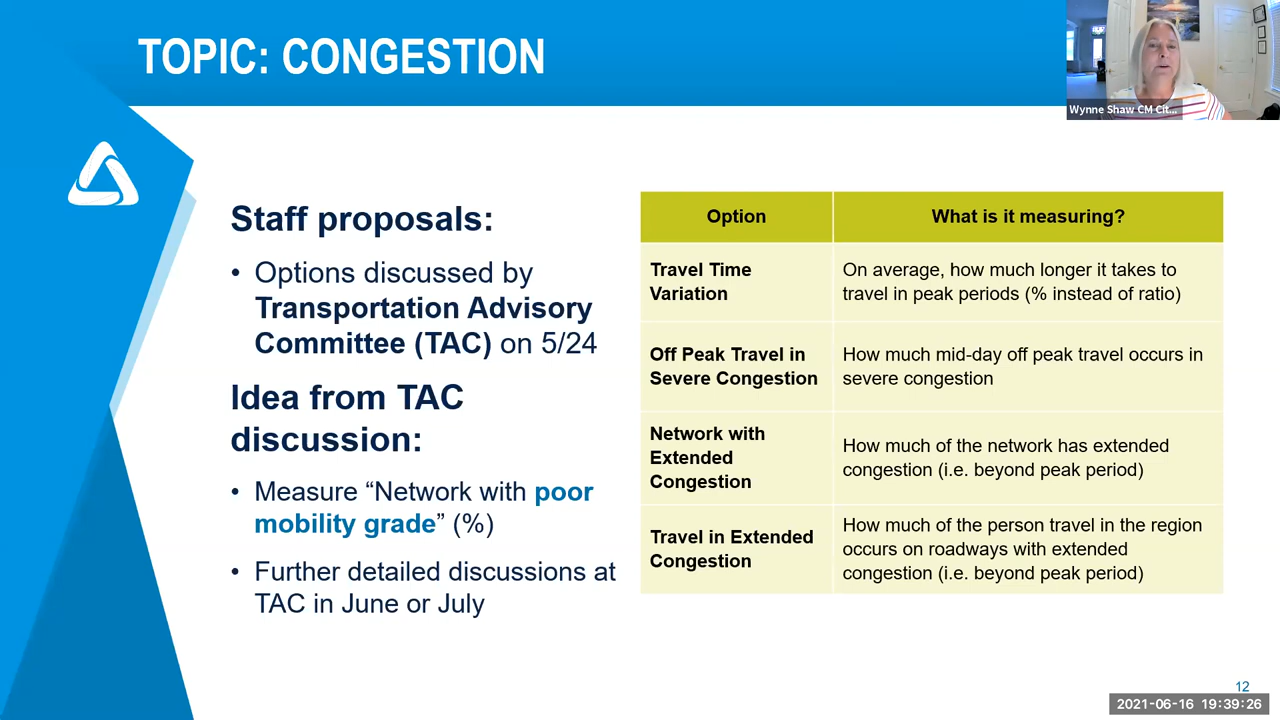 TOPIC: CONGESTION
Wynne Shaw CM Cit...
Staff proposals:
• Options discussed by
Transportation Advisory
Committee (TAC) on 5/24
Idea from TAC
discussion:
• Measure “Network with poor
mobility grade” (%)
• Further detailed discussions at
TAC in June or July
Option
What is it measuring?
Travel Time
Variation
On average, how much longer it takes to
travel in peak periods (% instead of ratio)
Off Peak Travel in
Severe Congestion
How much mid-day off peak travel occurs in
severe congestion
Network with
Extended
Congestion
How much of the network has extended
congestion (i.e. beyond peak period)
Travel in Extended
Congestion
How much of the person travel in the region
occurs on roadways with extended
congestion (i.e. beyond peak period)
12
2021-06-16 19:39:26